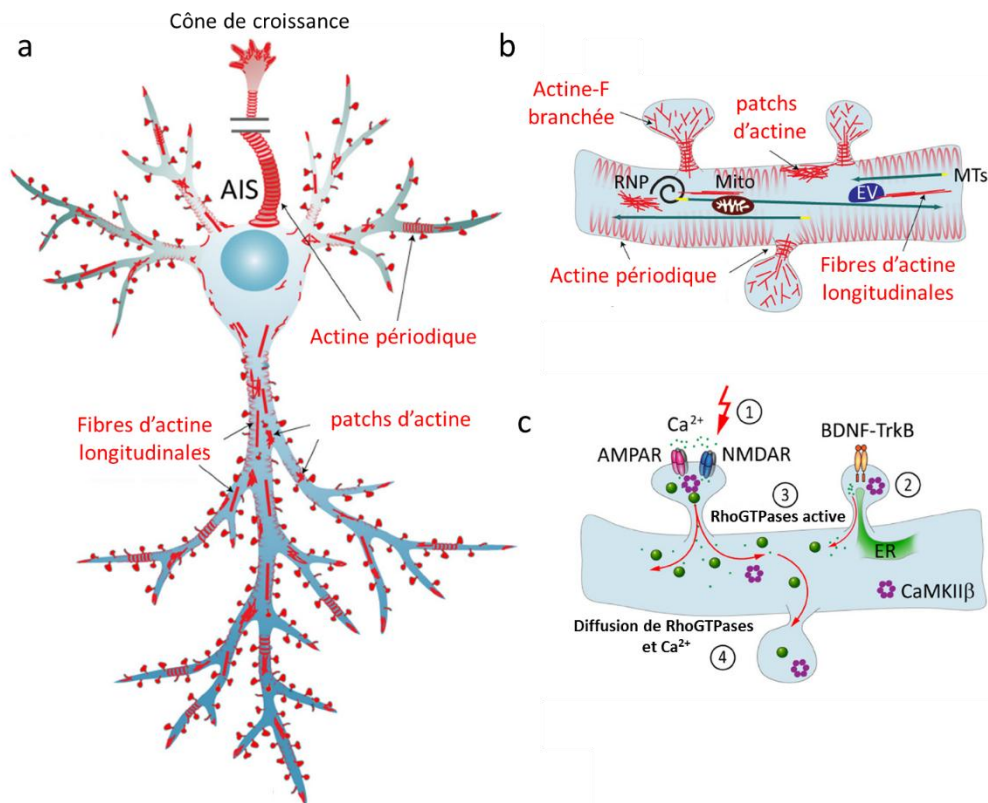 Cône de croissance
a
AIS
Actine périodique
Fibres d'actine
longitudinales
patchs d'actine
b
Actine-F
branchée
patchs
d'actine
RNP
Mito
MTs
EV
Actine périodique
Fibres d'actine
longitudinales
c
1
Ca²⁺
BDNF-TrkB
AMPAR
NMDAR
2
3
RhoGTPases active
ER
CaMKIIβ
Diffusion de RhoGTPases
et Ca²⁺
4